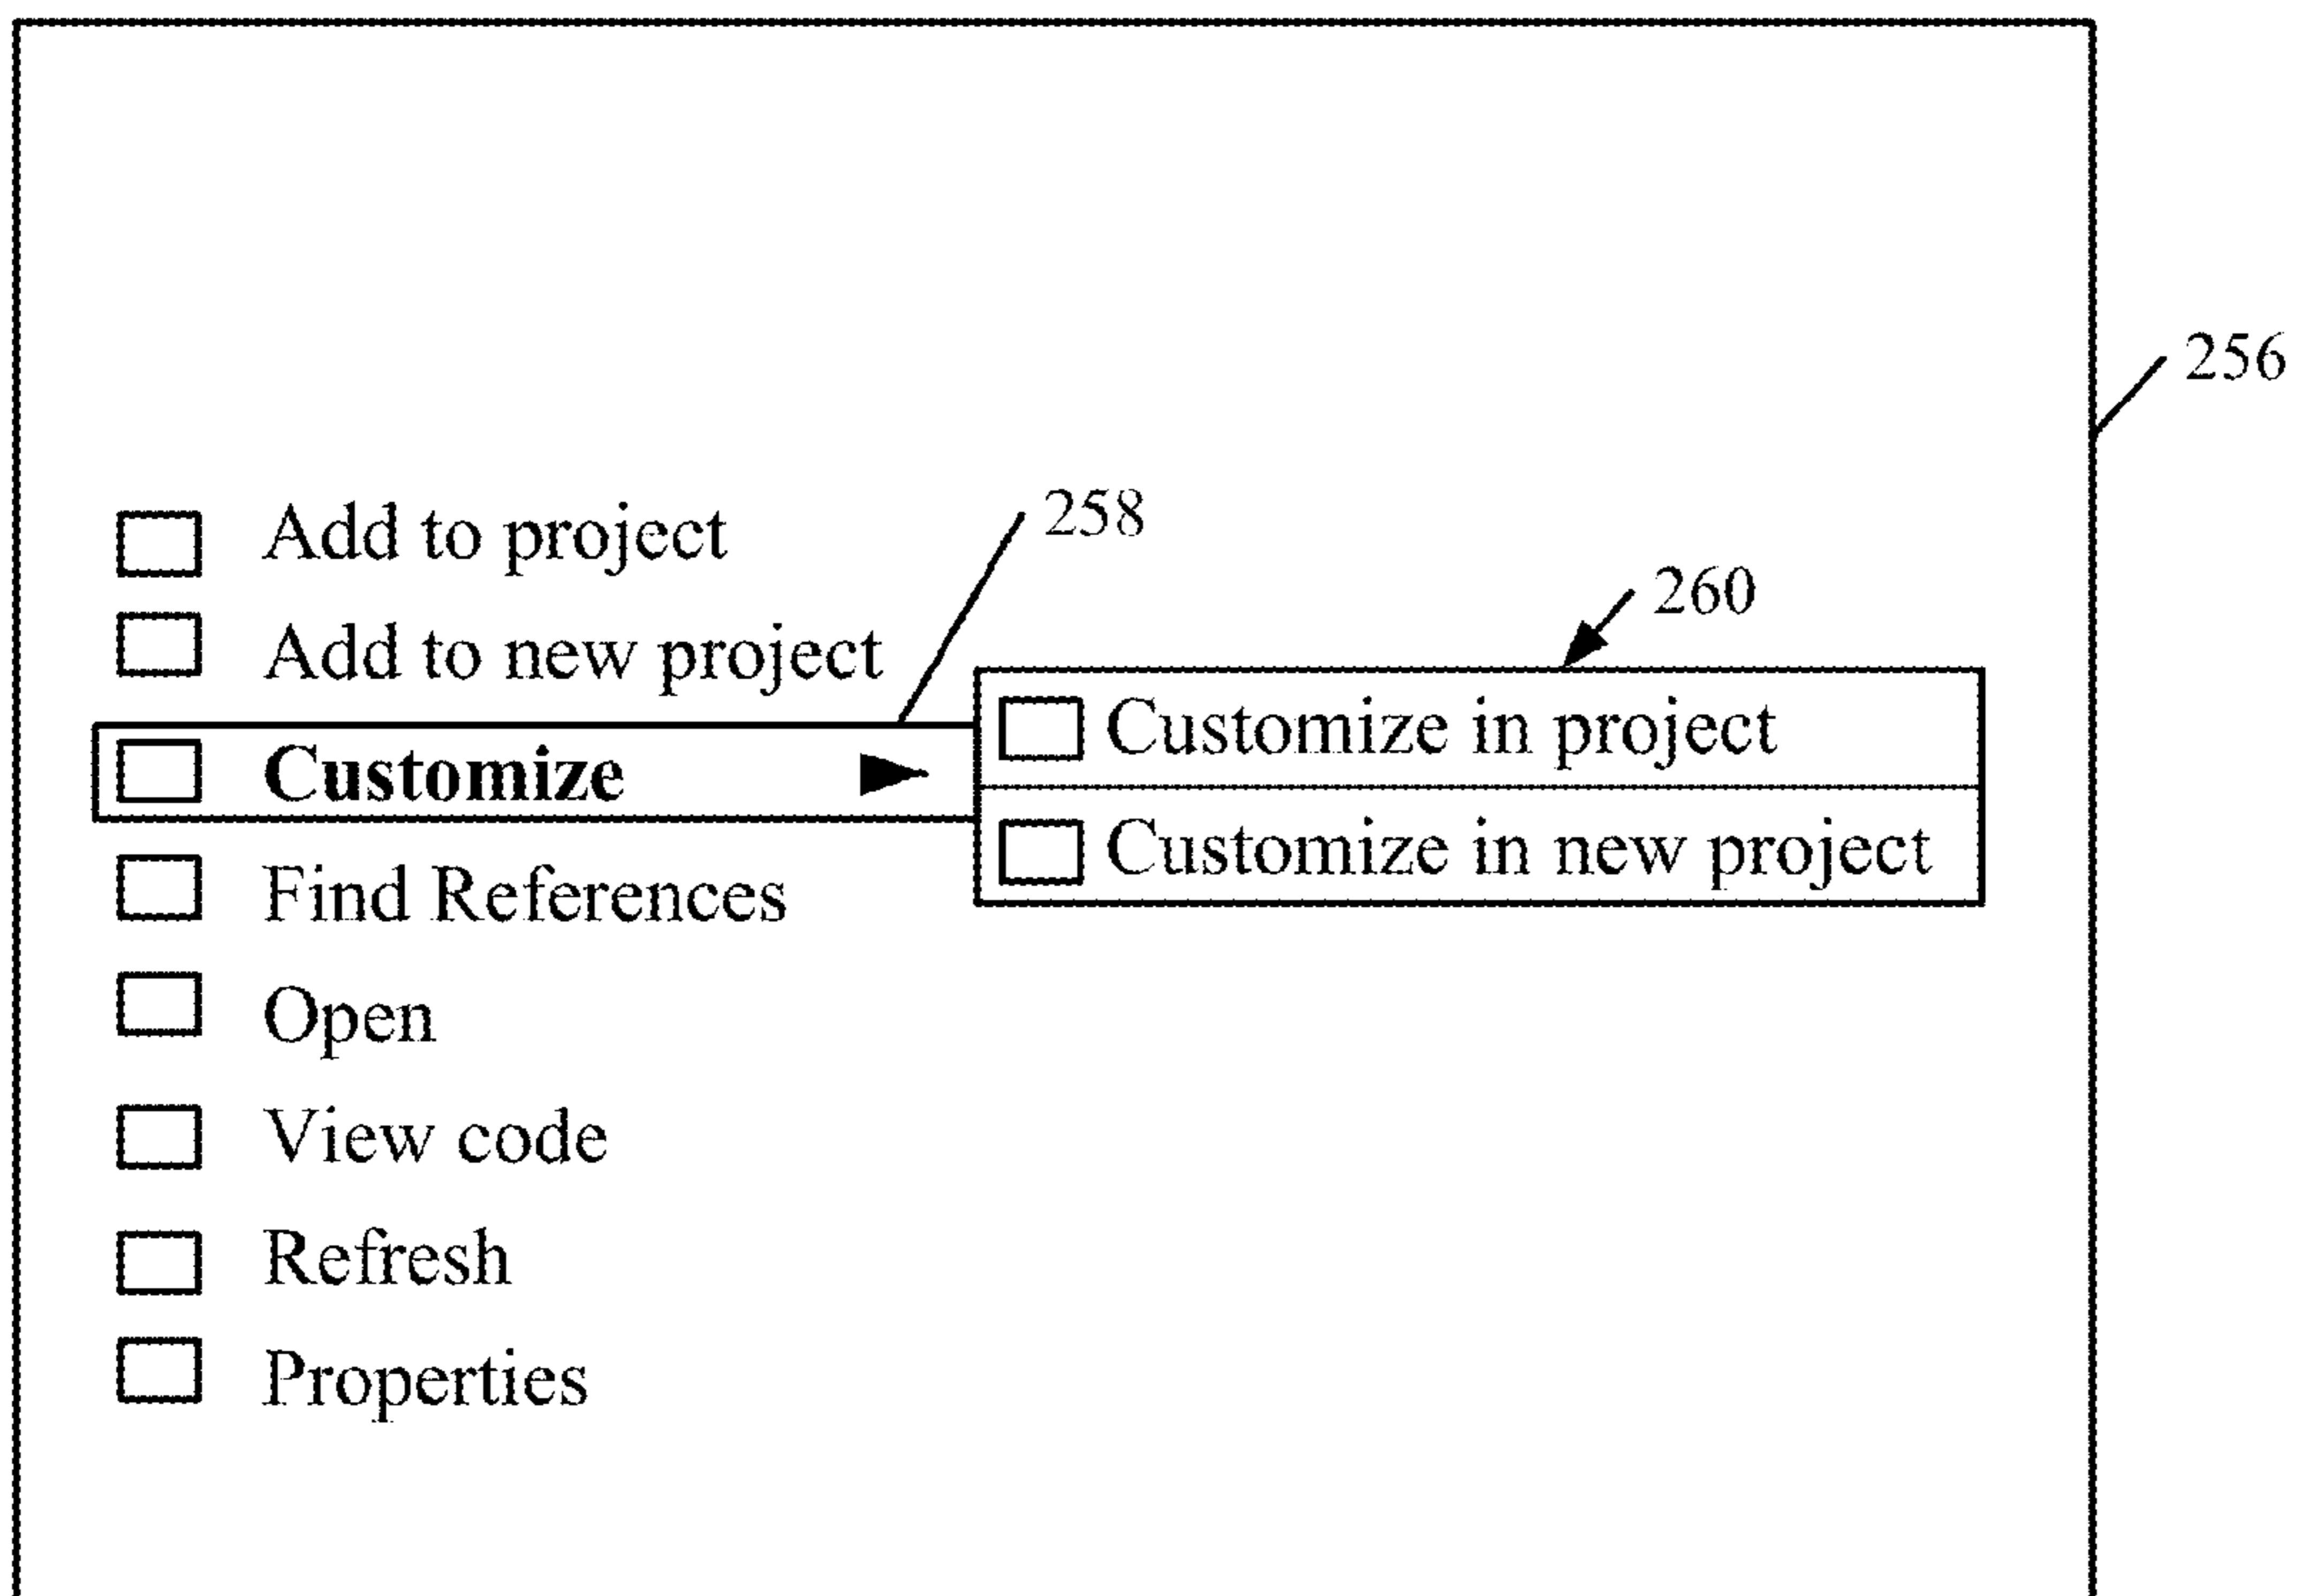 256
258
Add to project
260
Add to new project
Customize in project
Customize
Customize in new project
Find References
Open
View code
Refresh
Properties